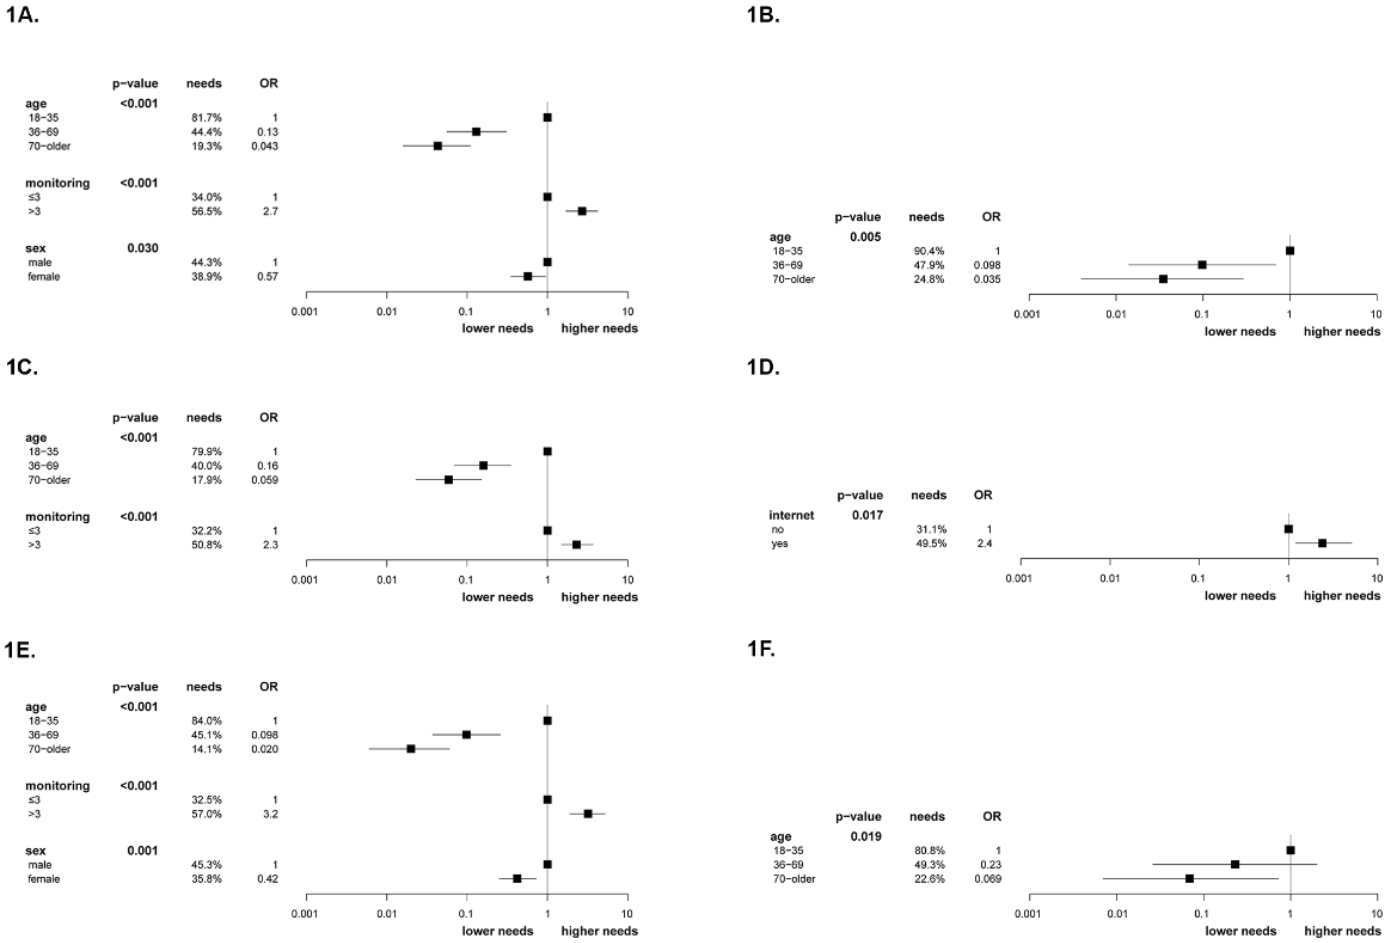 1A.
p−value needs OR
age <0.001
18−35 81.7% 1
36−69 44.4% 0.13
70−older 19.3% 0.043
monitoring <0.001
≤3 34.0% 1
>3 56.5% 2.7
sex 0.030
male 44.3% 1
female 38.9% 0.57
0.001 0.01 0.1 1 10
lower needs higher needs
1B.
p−value needs OR
age 0.005
18−35 90.4% 1
36−69 47.9% 0.098
70−older 24.8% 0.035
0.001 0.01 0.1 1 10
lower needs higher needs
1C.
p−value needs OR
age <0.001
18−35 79.9% 1
36−69 40.0% 0.16
70−older 17.9% 0.059
monitoring <0.001
≤3 32.2% 1
>3 50.8% 2.3
0.001 0.01 0.1 1 10
lower needs higher needs
1D.
p−value needs OR
internet 0.017
no 31.1% 1
yes 49.5% 2.4
0.001 0.01 0.1 1 10
lower needs higher needs
1E.
p−value needs OR
age <0.001
18−35 84.0% 1
36−69 45.1% 0.098
70−older 14.1% 0.020
monitoring <0.001
≤3 32.5% 1
>3 57.0% 3.2
sex 0.001
male 45.3% 1
female 35.8% 0.42
0.001 0.01 0.1 1 10
lower needs higher needs
1F.
p−value needs OR
age 0.019
18−35 80.8% 1
36−69 49.3% 0.23
70−older 22.6% 0.069
0.001 0.01 0.1 1 10
lower needs higher needs